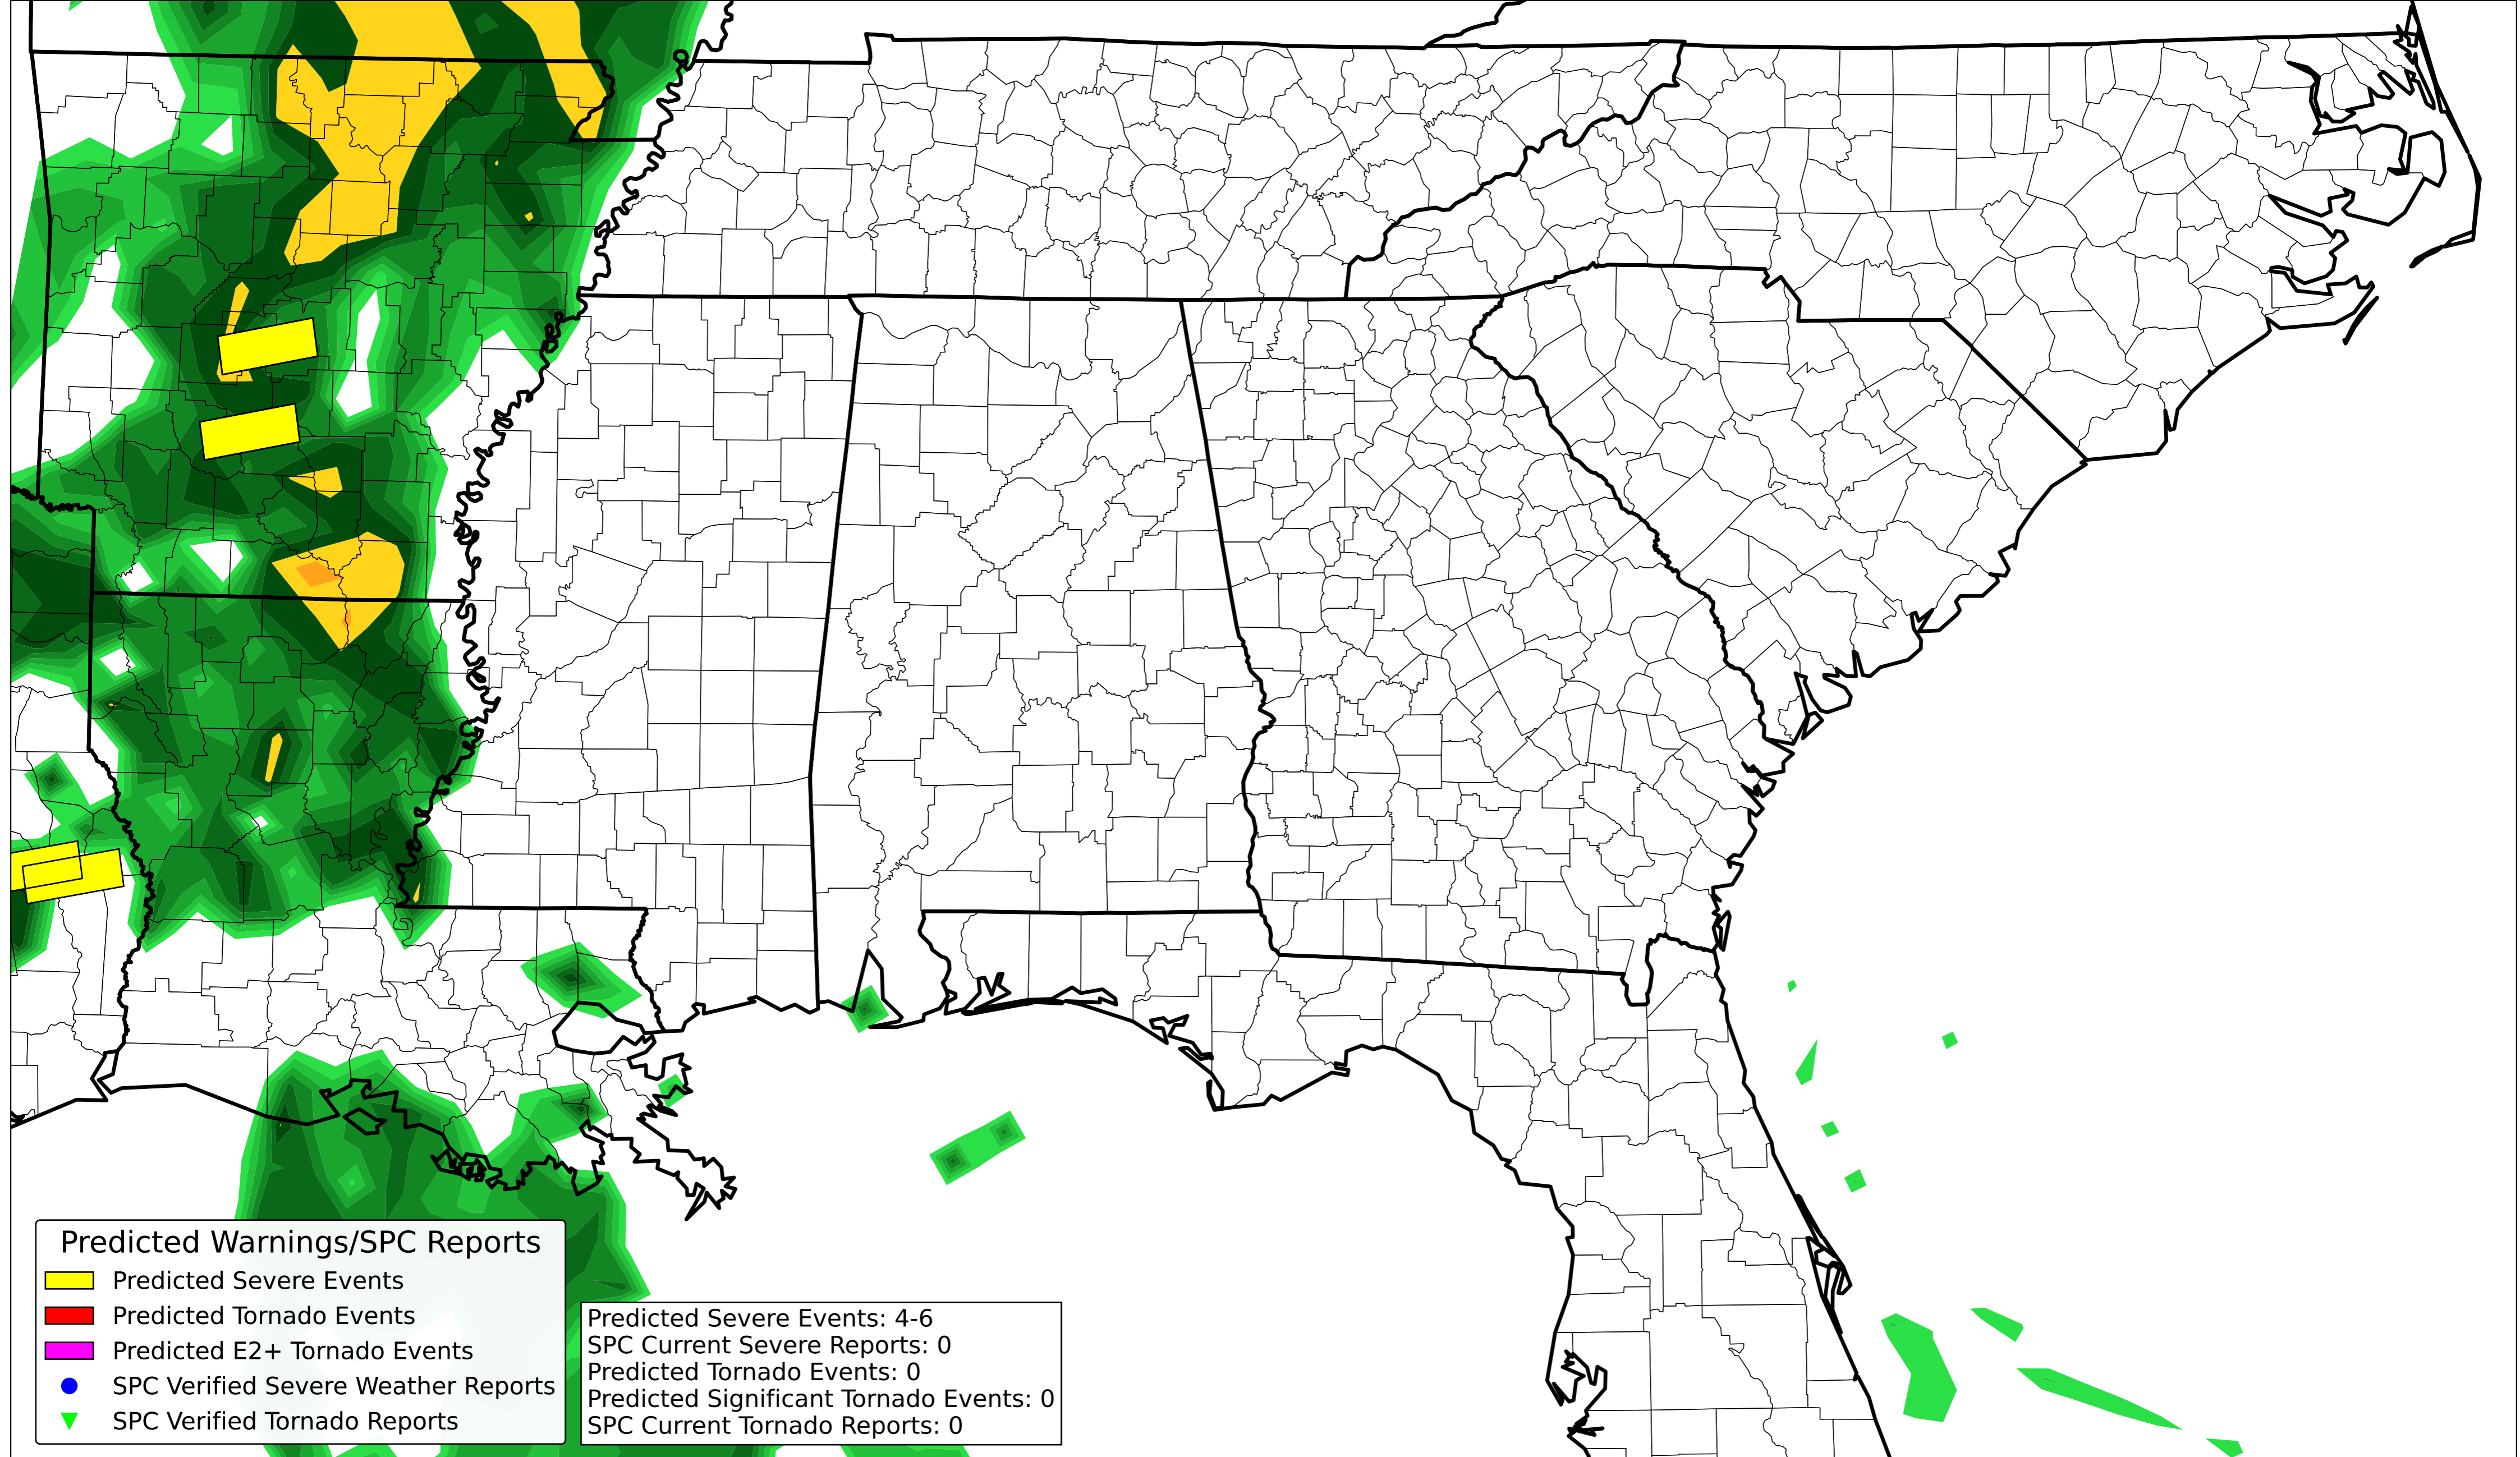 Predicted Warnings/SPC Reports
Predicted Severe Events
Predicted Tornado Events
Predicted E2+ Tornado Events
SPC Verified Severe Weather Reports
SPC Verified Tornado Reports
Predicted Severe Events: 4-6
SPC Current Severe Reports: 0
Predicted Tornado Events: 0
Predicted Significant Tornado Events: 0
SPC Current Tornado Reports: 0